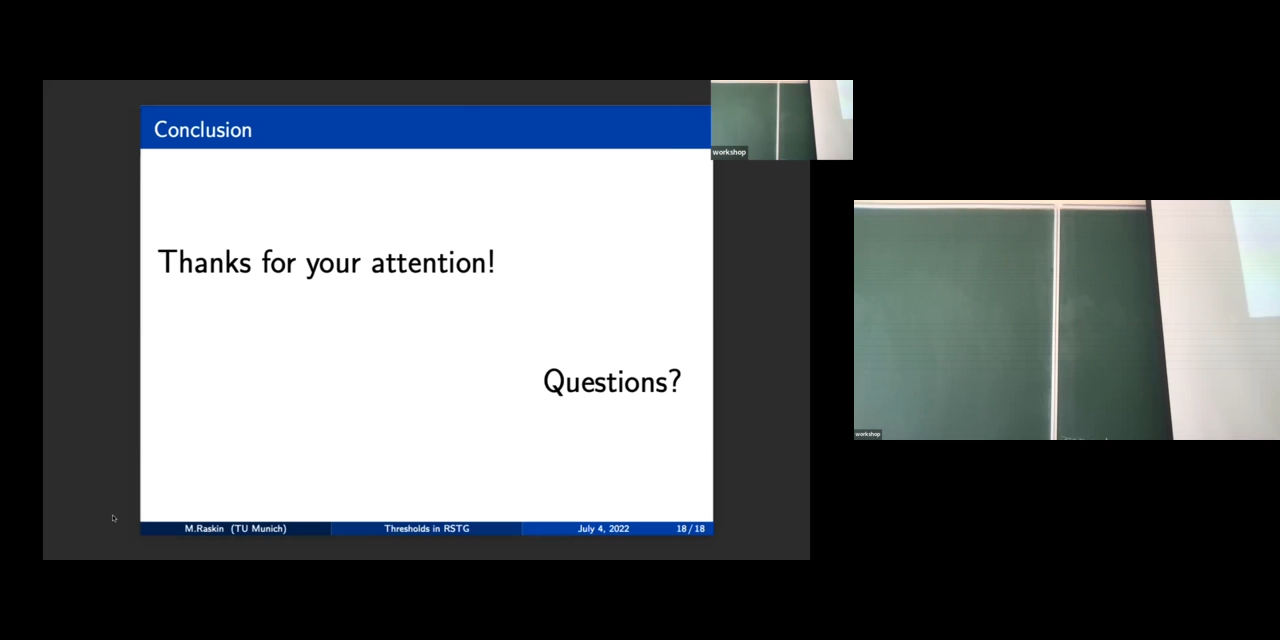 Conclusion
workshop
Thanks for your attention!
Questions?
M.Raskin (TU Munich) Thresholds in RSTG July 4, 2022 18 / 18
workshop